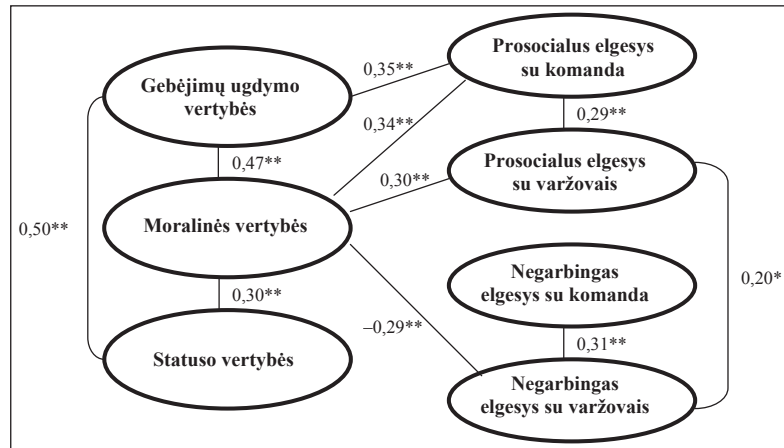 Gebėjimų ugdymo
vertybės
Moralinės vertybės
Statuso vertybės
Prosocialus elgesys
su komanda
Prosocialus elgesys
su varžovais
Negarbingas
elgesys su komanda
Negarbingas
elgesys su varžovais
0,35**
0,34**
0,29**
0,47**
0,30**
0,50**
0,30**
–0,29**
0,31**
0,20*